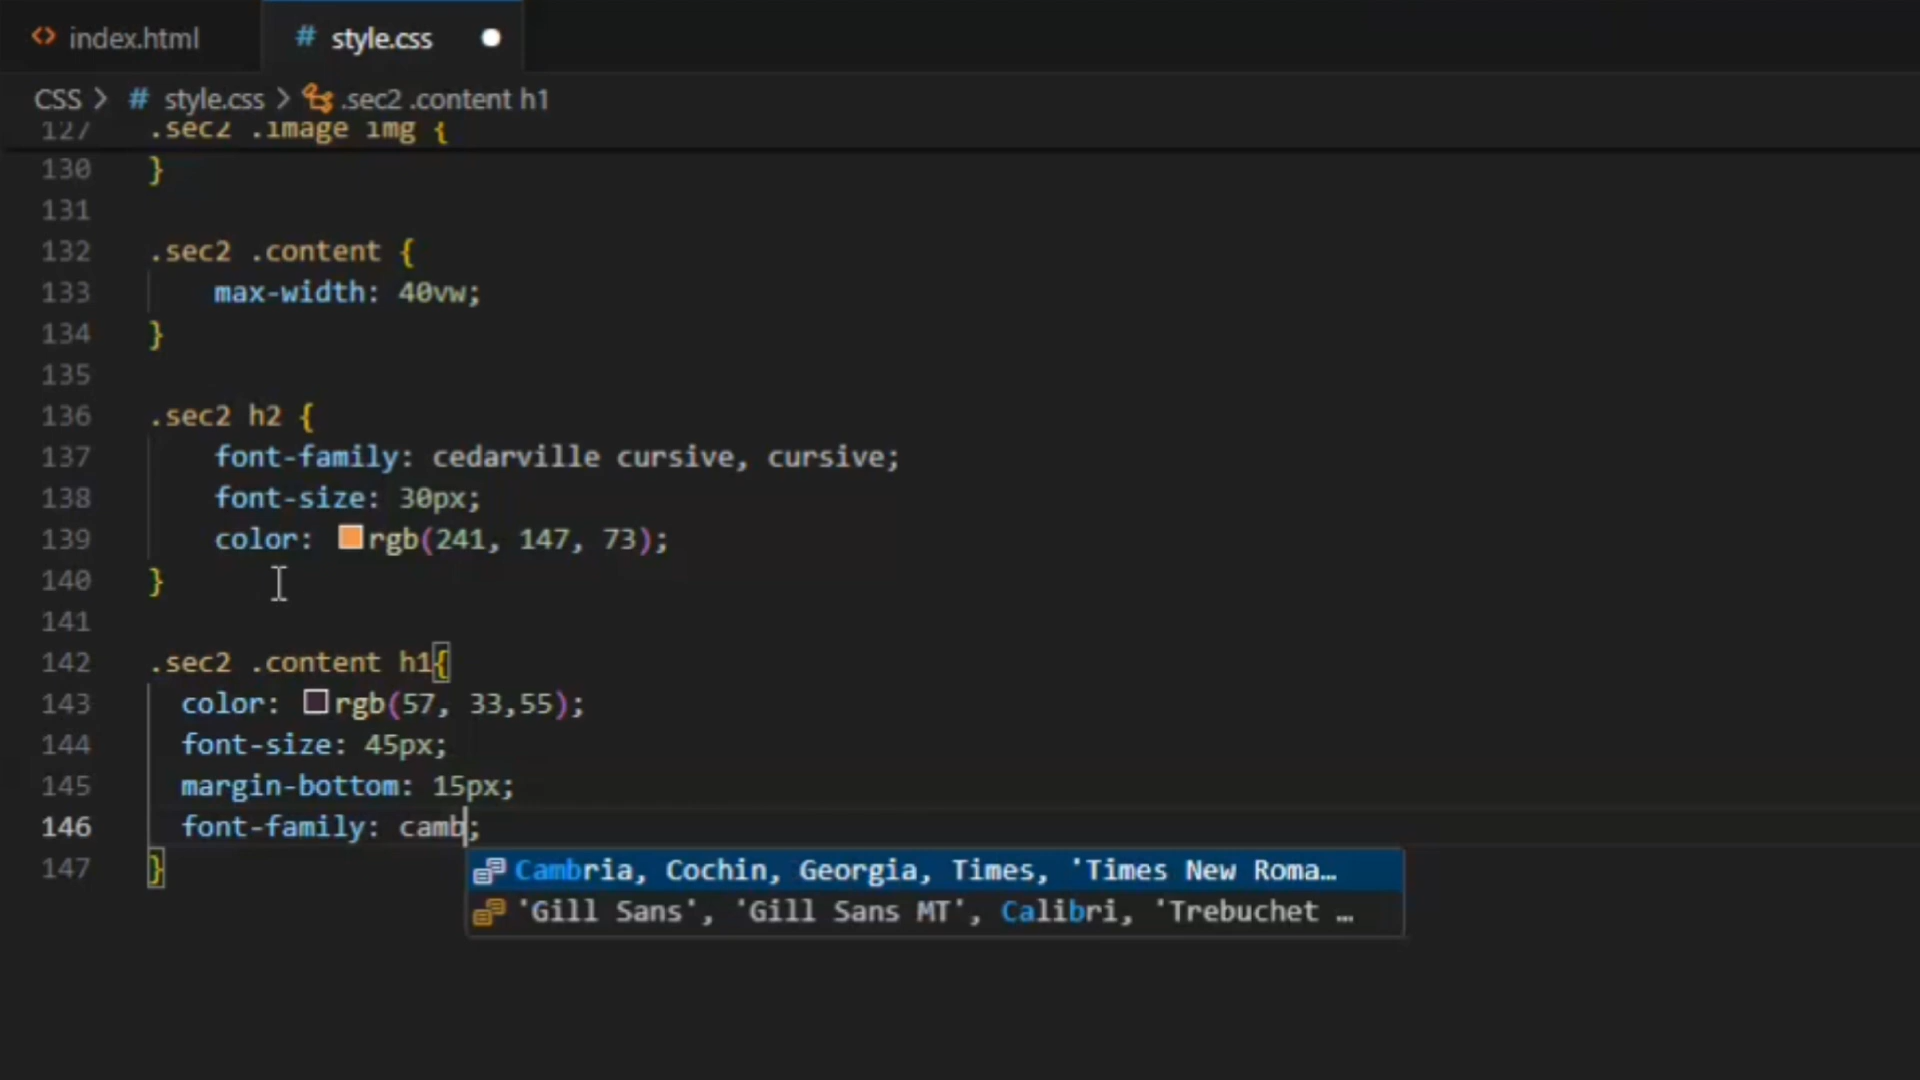 index.html
style.css
CSS > # style.css > .sec2 .content h1
127 .sec2 .image img {
130 }
131
132 .sec2 .content {
133 max-width: 40vw;
134 }
135
136 .sec2 h2 {
137 font-family: cedarville cursive, cursive;
138 font-size: 30px;
139 color: rgb(241, 147, 73);
140 }
141
142 .sec2 .content h1{
143 color: rgb(57, 33,55);
144 font-size: 45px;
145 margin-bottom: 15px;
146 font-family: camb;
147 }
Cambria, Cochin, Georgia, Times, 'Times New Roma…
'Gill Sans', 'Gill Sans MT', Calibri, 'Trebuchet …